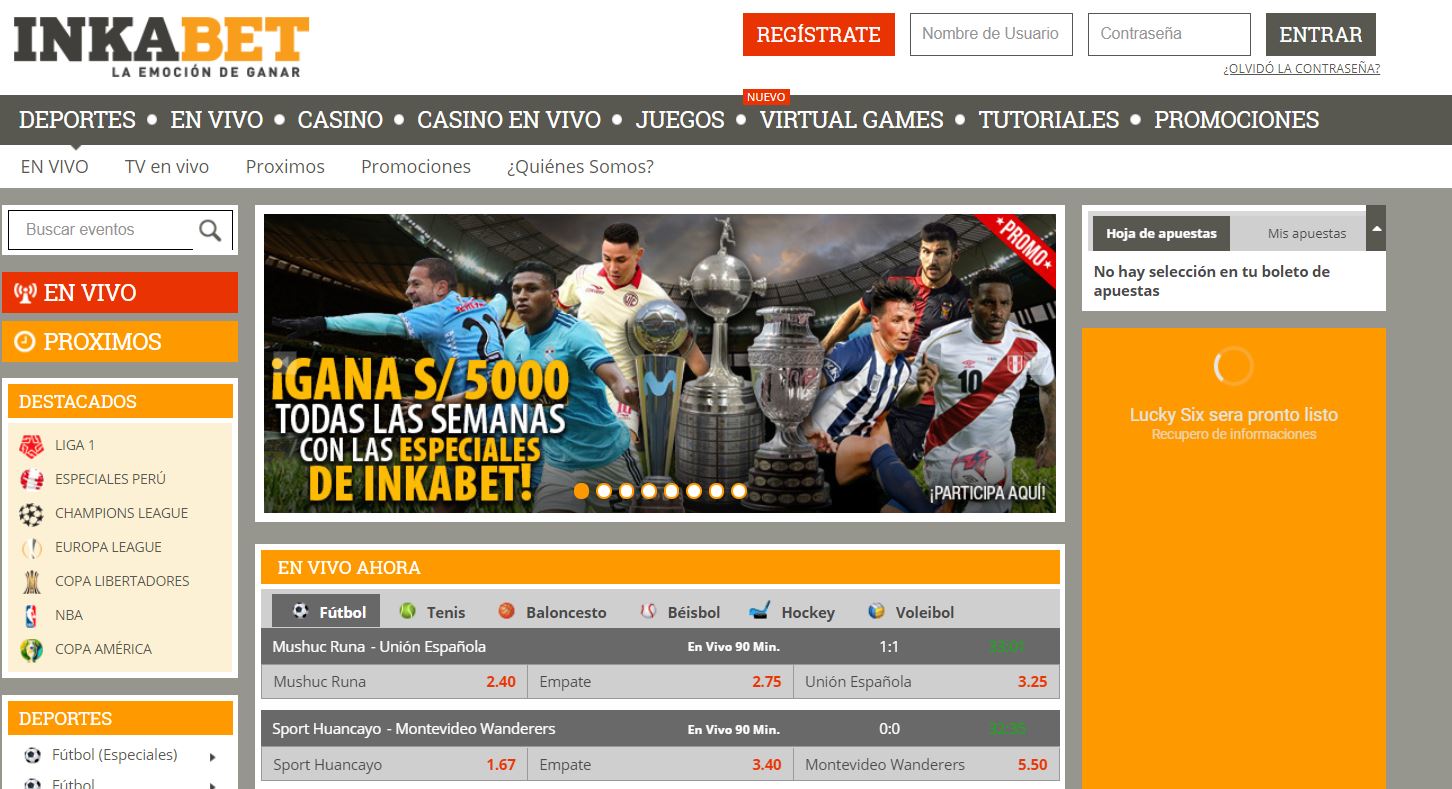 INKABET
LA EMOCIÓN DE GANAR
REGÍSTRATE
Nombre de Usuario
Contraseña
ENTRAR
¿OLVIDÓ LA CONTRASEÑA?
NUEVO
DEPORTES • EN VIVO • CASINO • CASINO EN VIVO • JUEGOS • VIRTUAL GAMES • TUTORIALES • PROMOCIONES
EN VIVO TV en vivo Proximos Promociones ¿Quiénes Somos?
Buscar eventos
EN VIVO
PROXIMOS
DESTACADOS
LIGA 1
ESPECIALES PERÚ
CHAMPIONS LEAGUE
EUROPA LEAGUE
COPA LIBERTADORES
NBA
COPA AMÉRICA
DEPORTES
Fútbol (Especiales)
Fútbol
PROMO
22
10
¡GANA S/ 5000
TODAS LAS SEMANAS
CON LAS ESPECIALES
DE INKABET!
¡PARTICIPA AQUÍ!
EN VIVO AHORA
Fútbol Tenis Baloncesto Béisbol Hockey Voleibol
Mushuc Runa - Unión Española En Vivo 90 Min. 1:1
Mushuc Runa 2.40 Empate 2.75 Unión Española 3.25
Sport Huancayo - Montevideo Wanderers En Vivo 90 Min. 0:0 32:35
Sport Huancayo 1.67 Empate 3.40 Montevideo Wanderers 5.50
Hoja de apuestas Mis apuestas
No hay selección en tu boleto de
apuestas
Lucky Six sera pronto listo
Recupero de informaciones